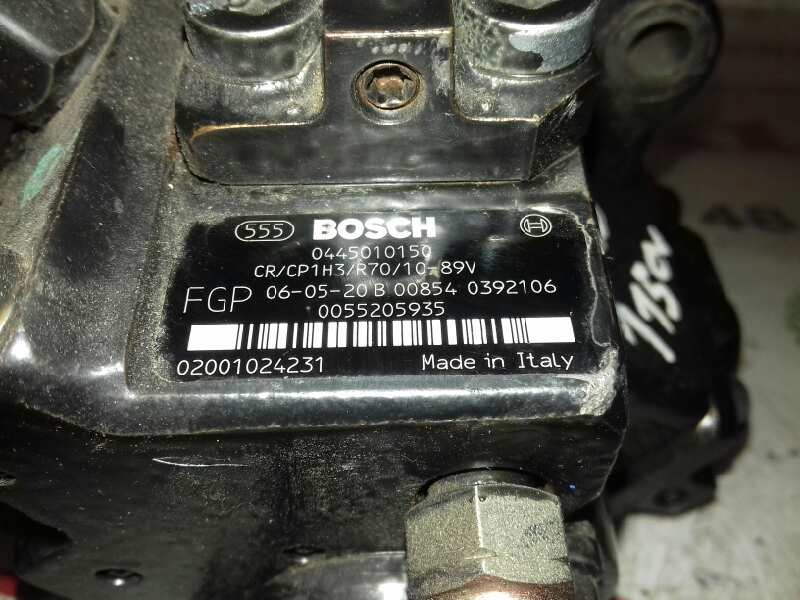 555 BOSCH
0445010150
CR/CP1H3/R70/10-89V
FGP 06-05-20 B 00854 0392106
0055205935
02001024231 Made in Italy